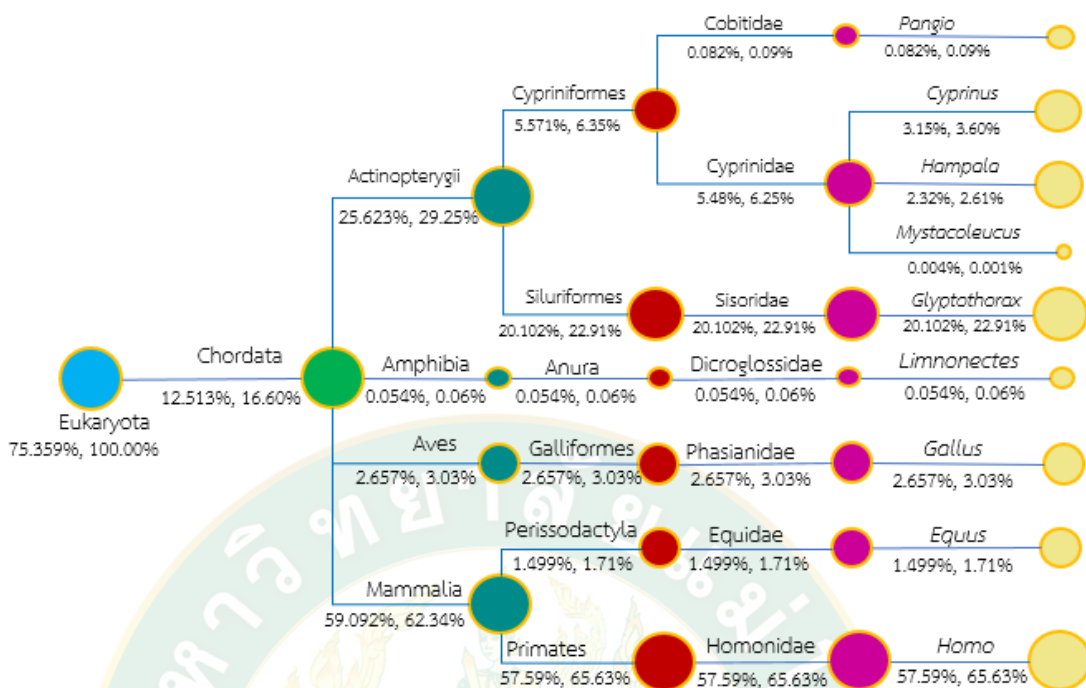 Cobitidae
0.082%, 0.09%
Pangio
0.082%, 0.09%
Cypriniformes
5.571%, 6.35%
Cyprinus
3.15%, 3.60%
Actinopterygii
25.623%, 29.25%
Cyprinidae
5.48%, 6.25%
Hampala
2.32%, 2.61%
Mystacoleucus
0.004%, 0.001%
Siluriformes
20.102%, 22.91%
Sisoridae
20.102%, 22.91%
Glyptothorax
20.102%, 22.91%
Eukaryota
75.359%, 100.00%
Chordata
12.513%, 16.60%
Amphibia
0.054%, 0.06%
Anura
0.054%, 0.06%
Dicroglossidae
0.054%, 0.06%
Limnonectes
0.054%, 0.06%
Aves
2.657%, 3.03%
Galliformes
2.657%, 3.03%
Phasianidae
2.657%, 3.03%
Gallus
2.657%, 3.03%
Mammalia
59.092%, 62.34%
Perissodactyla
1.499%, 1.71%
Equidae
1.499%, 1.71%
Equus
1.499%, 1.71%
Primates
57.59%, 65.63%
Homonidae
57.59%, 65.63%
Homo
57.59%, 65.63%